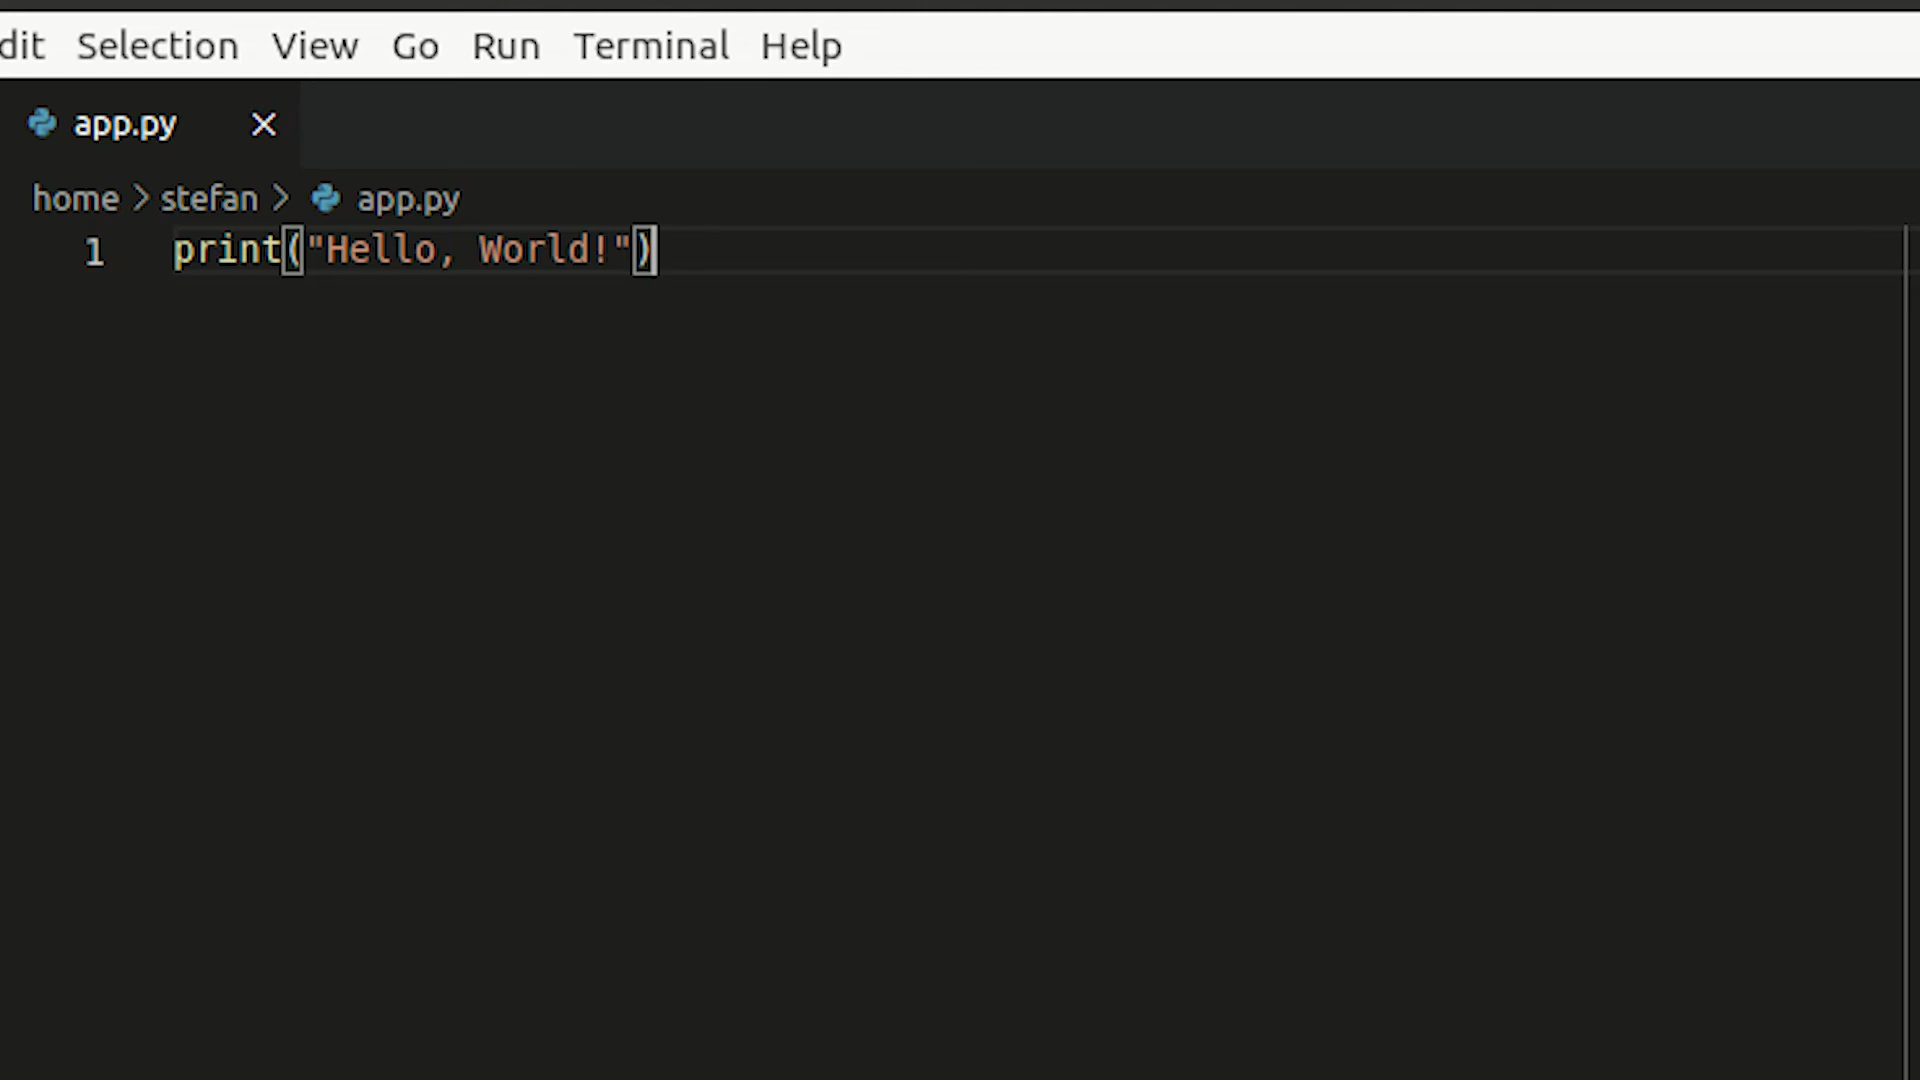 dit Selection View Go Run Terminal Help
app.py
home > stefan > app.py
1 print("Hello, World!")